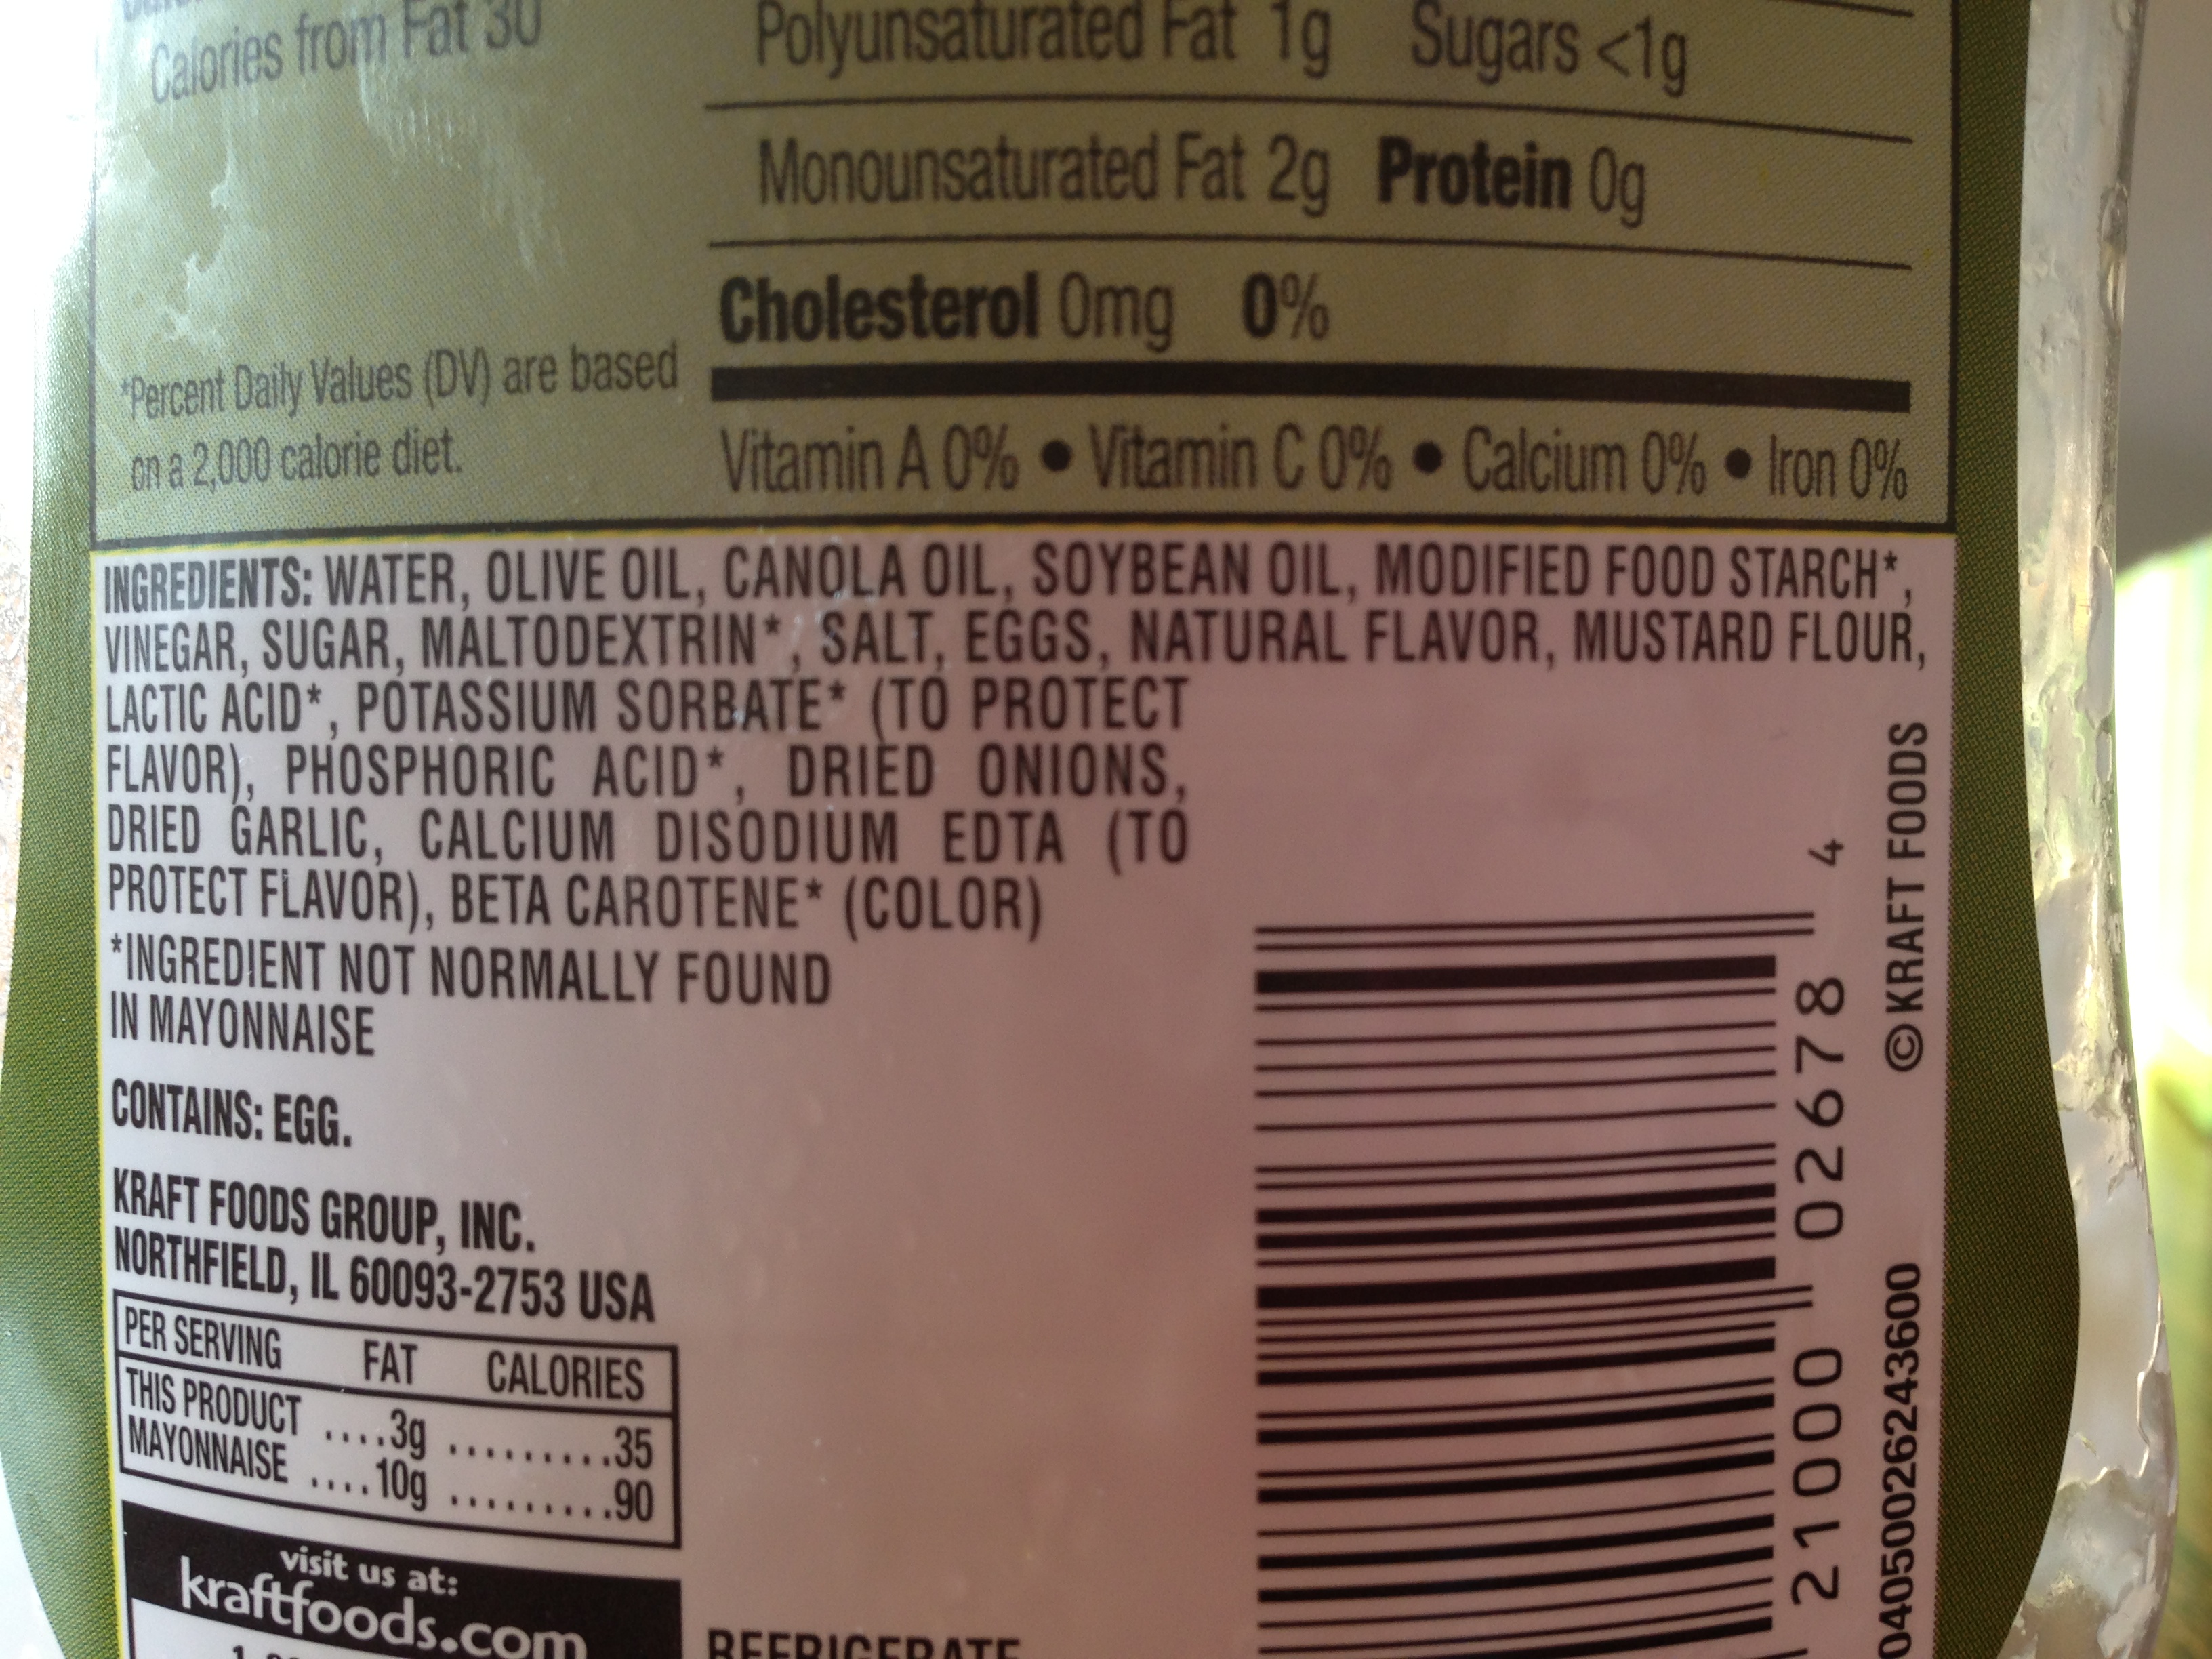 Calories from Fat 30
*Percent Daily Values (DV) are based
on a 2,000 calorie diet.
Polyunsaturated Fat 1g Sugars <1g
Monounsaturated Fat 2g Protein 0g
Cholesterol 0mg 0%
Vitamin A 0% • Vitamin C 0% • Calcium 0% • Iron 0%
INGREDIENTS: WATER, OLIVE OIL, CANOLA OIL, SOYBEAN OIL, MODIFIED FOOD STARCH*,
VINEGAR, SUGAR, MALTODEXTRIN*, SALT, EGGS, NATURAL FLAVOR, MUSTARD FLOUR,
LACTIC ACID*, POTASSIUM SORBATE* (TO PROTECT
FLAVOR), PHOSPHORIC ACID*, DRIED ONIONS,
DRIED GARLIC, CALCIUM DISODIUM EDTA (TO
PROTECT FLAVOR), BETA CAROTENE* (COLOR)
*INGREDIENT NOT NORMALLY FOUND
IN MAYONNAISE
CONTAINS: EGG.
KRAFT FOODS GROUP, INC.
NORTHFIELD, IL 60093-2753 USA
PER SERVING FAT CALORIES
THIS PRODUCT ....3g .........35
MAYONNAISE ....10g .........90
visit us at:
kraftfoods.com
REFRIGERATE
21000 02678 4
04050026243600 ©KRAFT FOODS